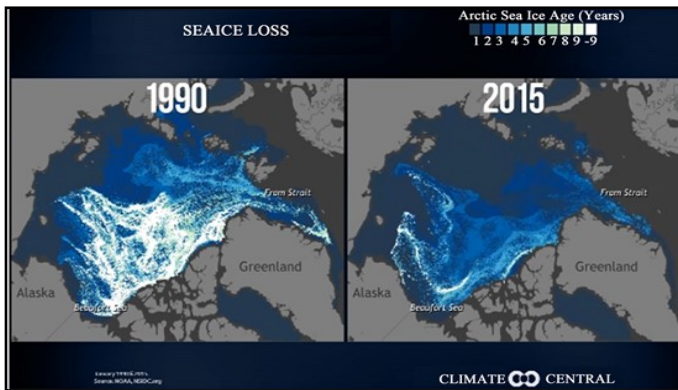 SEAICE LOSS
Arctic Sea Ice Age (Years)
1 2 3 4 5 6 7 8 9 -9
1990
2015
Fram Strait
Fram Strait
Greenland
Greenland
Alaska
Alaska
Beaufort Sea
Beaufort Sea
Source: NOAA, NSIDC.org
CLIMATE CENTRAL